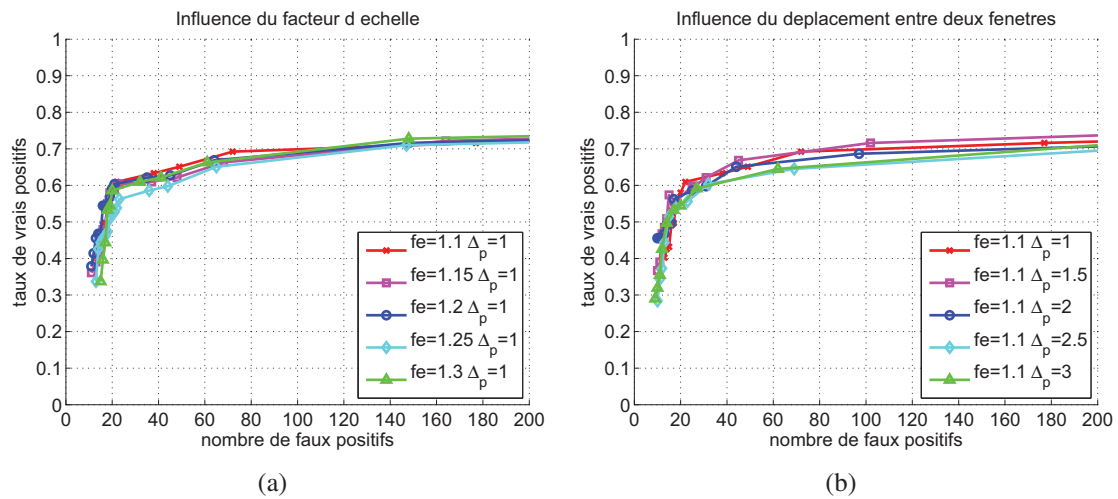 Influence du facteur d echelle
taux de vrais positifs
1
0.9
0.8
0.7
0.6
0.5
0.4
0.3
0.2
0.1
0
0 20 40 60 80 100 120 140 160 180 200
nombre de faux positifs
fe=1.1 Δp=1
fe=1.15 Δp=1
fe=1.2 Δp=1
fe=1.25 Δp=1
fe=1.3 Δp=1
(a)
Influence du deplacement entre deux fenetres
taux de vrais positifs
1
0.9
0.8
0.7
0.6
0.5
0.4
0.3
0.2
0.1
0
0 20 40 60 80 100 120 140 160 180 200
nombre de faux positifs
fe=1.1 Δp=1
fe=1.1 Δp=1.5
fe=1.1 Δp=2
fe=1.1 Δp=2.5
fe=1.1 Δp=3
(b)